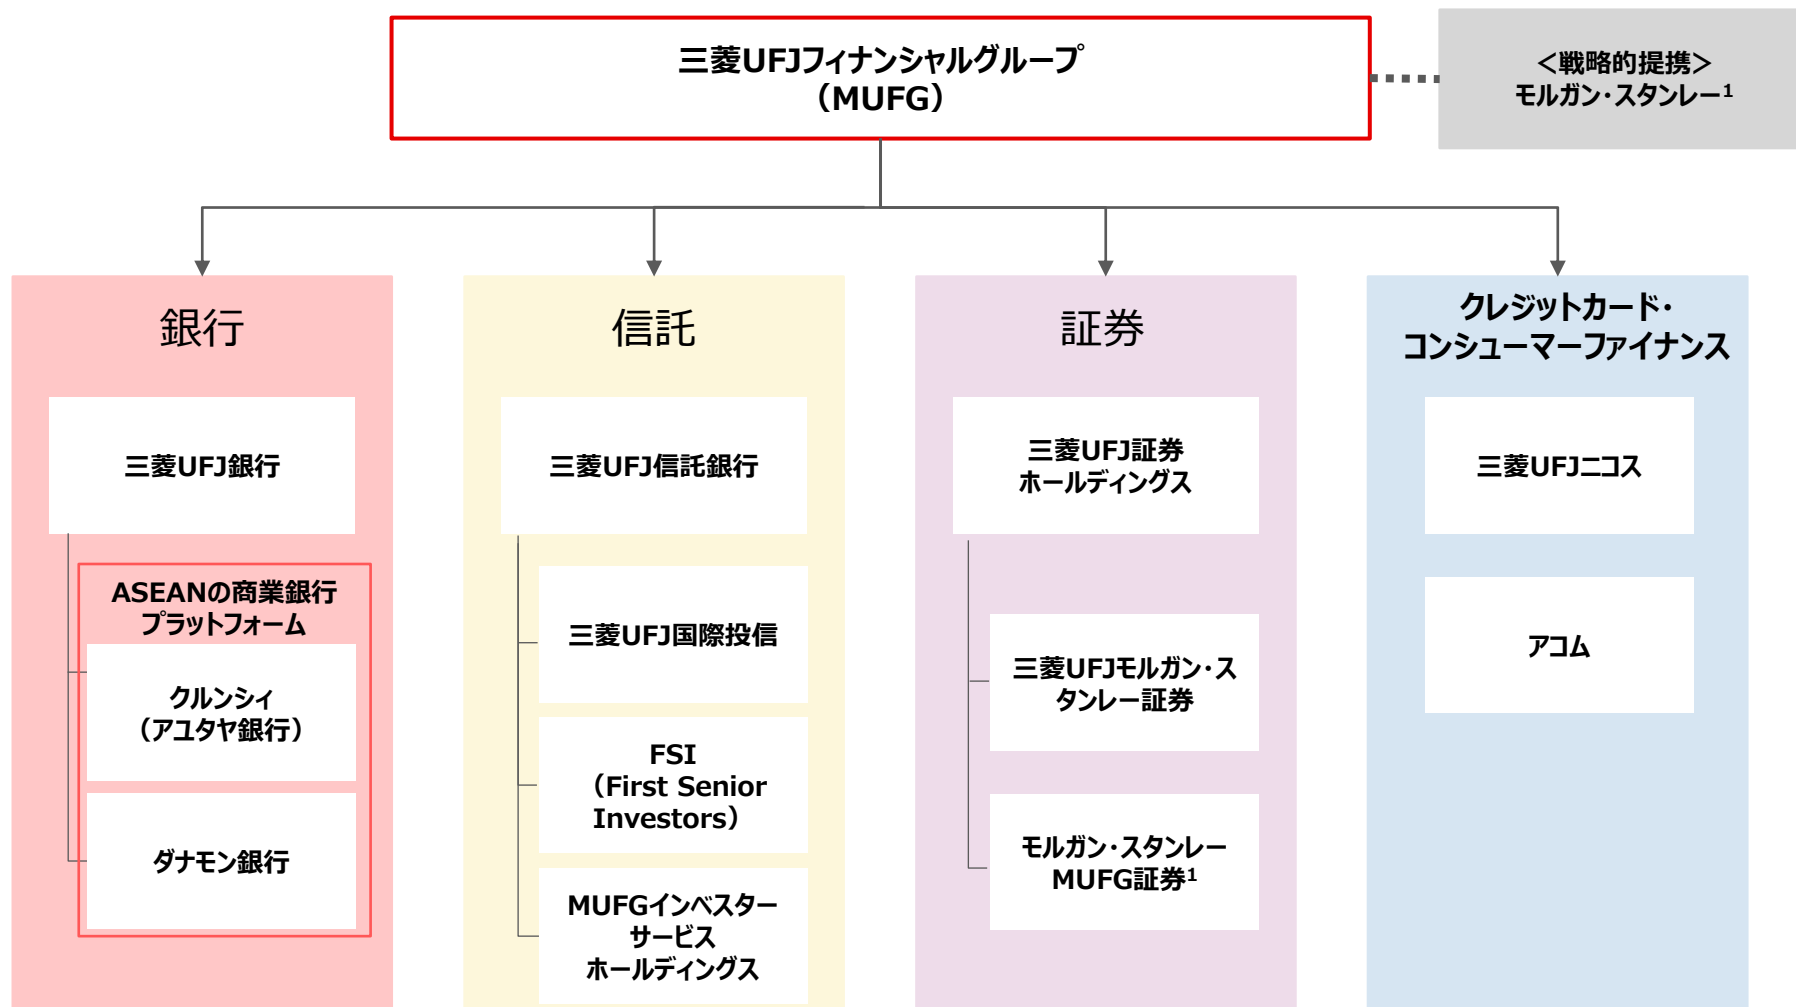 三菱UFJフィナンシャルグループ
（MUFG）
＜戦略的提携＞
モルガン・スタンレー¹
銀行
三菱UFJ銀行
ASEANの商業銀行
プラットフォーム
クルンシィ
（アユタヤ銀行）
ダナモン銀行
信託
三菱UFJ信託銀行
三菱UFJ国際投信
FSI
（First Senior
Investors）
MUFGインベスター
サービス
ホールディングス
証券
三菱UFJ証券
ホールディングス
三菱UFJモルガン・ス
タンレー証券
モルガン・スタンレー
MUFG証券¹
クレジットカード・
コンシューマーファイナンス
三菱UFJニコス
アコム